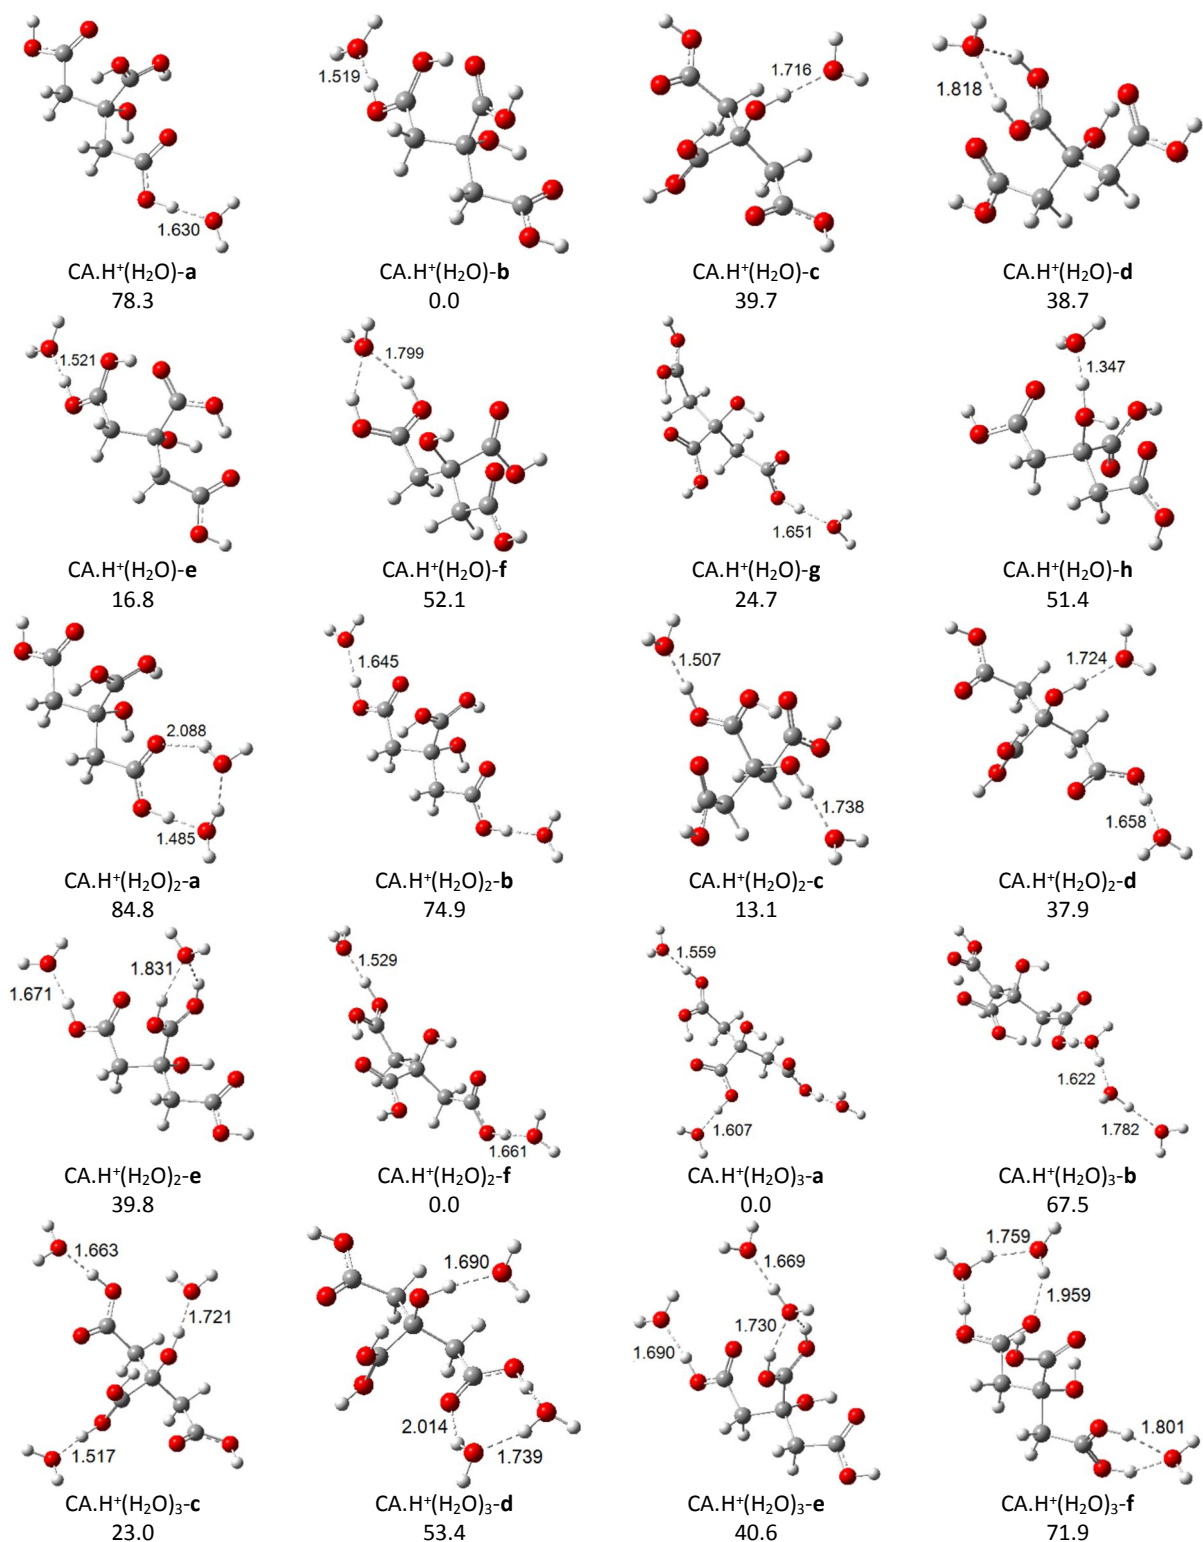 1.630
1.519
1.716
1.818
CA.H⁺(H₂O)-a
CA.H⁺(H₂O)-b
CA.H⁺(H₂O)-c
CA.H⁺(H₂O)-d
78.3
0.0
39.7
38.7
1.521
1.799
1.651
1.347
CA.H⁺(H₂O)-e
CA.H⁺(H₂O)-f
CA.H⁺(H₂O)-g
CA.H⁺(H₂O)-h
16.8
52.1
24.7
51.4
2.088
1.485
1.645
1.507
1.738
1.724
1.658
CA.H⁺(H₂O)₂-a
CA.H⁺(H₂O)₂-b
CA.H⁺(H₂O)₂-c
CA.H⁺(H₂O)₂-d
84.8
74.9
13.1
37.9
1.671
1.831
1.529
1.661
1.559
1.607
1.622
1.782
CA.H⁺(H₂O)₂-e
CA.H⁺(H₂O)₂-f
CA.H⁺(H₂O)₃-a
CA.H⁺(H₂O)₃-b
39.8
0.0
0.0
67.5
1.663
1.721
1.517
1.690
2.014
1.739
1.669
1.730
1.690
1.759
1.959
1.801
CA.H⁺(H₂O)₃-c
CA.H⁺(H₂O)₃-d
CA.H⁺(H₂O)₃-e
CA.H⁺(H₂O)₃-f
23.0
53.4
40.6
71.9